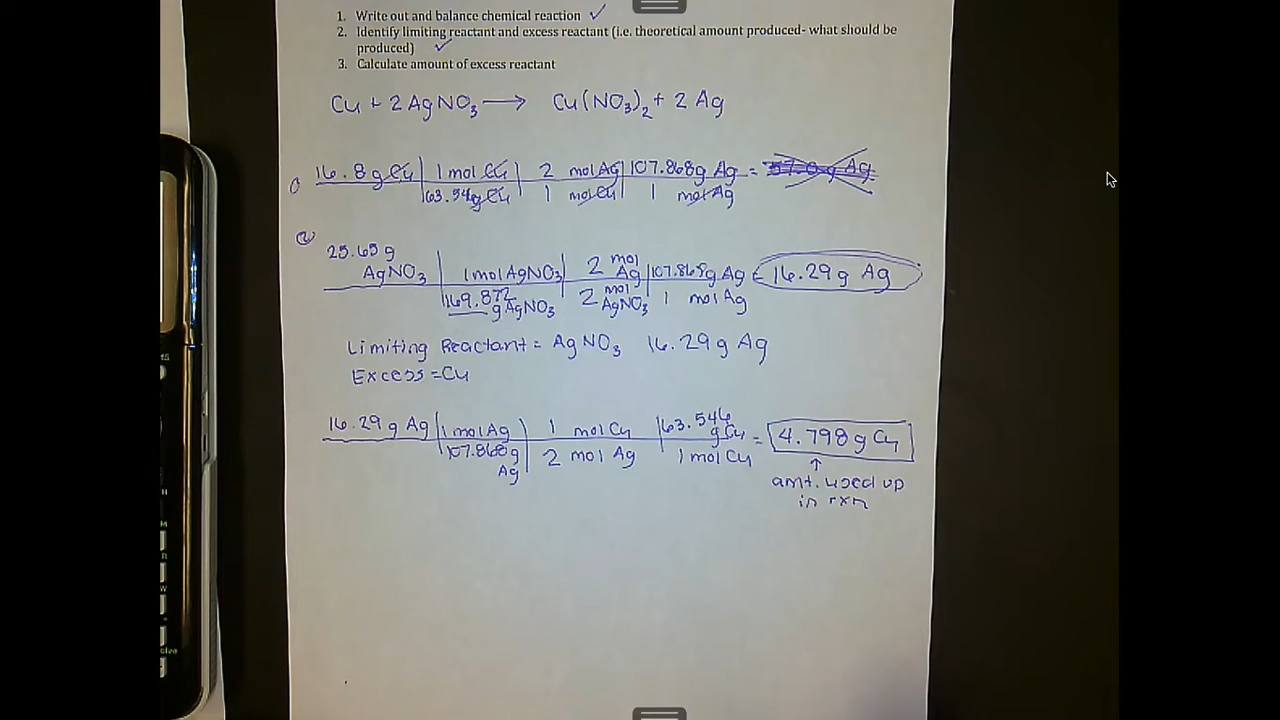 1. Write out and balance chemical reaction ✓
2. Identify limiting reactant and excess reactant (i.e. theoretical amount produced- what should be
produced) ✓
3. Calculate amount of excess reactant
Cu + 2 AgNO₃ → Cu(NO₃)₂ + 2 Ag
① 16.8 g Cu | 1 mol Cu | 2 mol Ag | 107.868 g Ag =
63.546 g Cu | 1 mol Cu | 1 mol Ag
②
25.65 g
AgNO₃ | 1 mol AgNO₃ | 2 mol Ag | 107.868 g Ag = 16.29 g Ag
169.872 g AgNO₃ | 2 mol AgNO₃ | 1 mol Ag
Limiting Reactant = AgNO₃ 16.29 g Ag
Excess = Cu
16.29 g Ag | 1 mol Ag | 1 mol Cu | 63.546 g Cu = 4.798 g Cu
107.868 g Ag | 2 mol Ag | 1 mol Cu
↑
amt. used up
in rxn